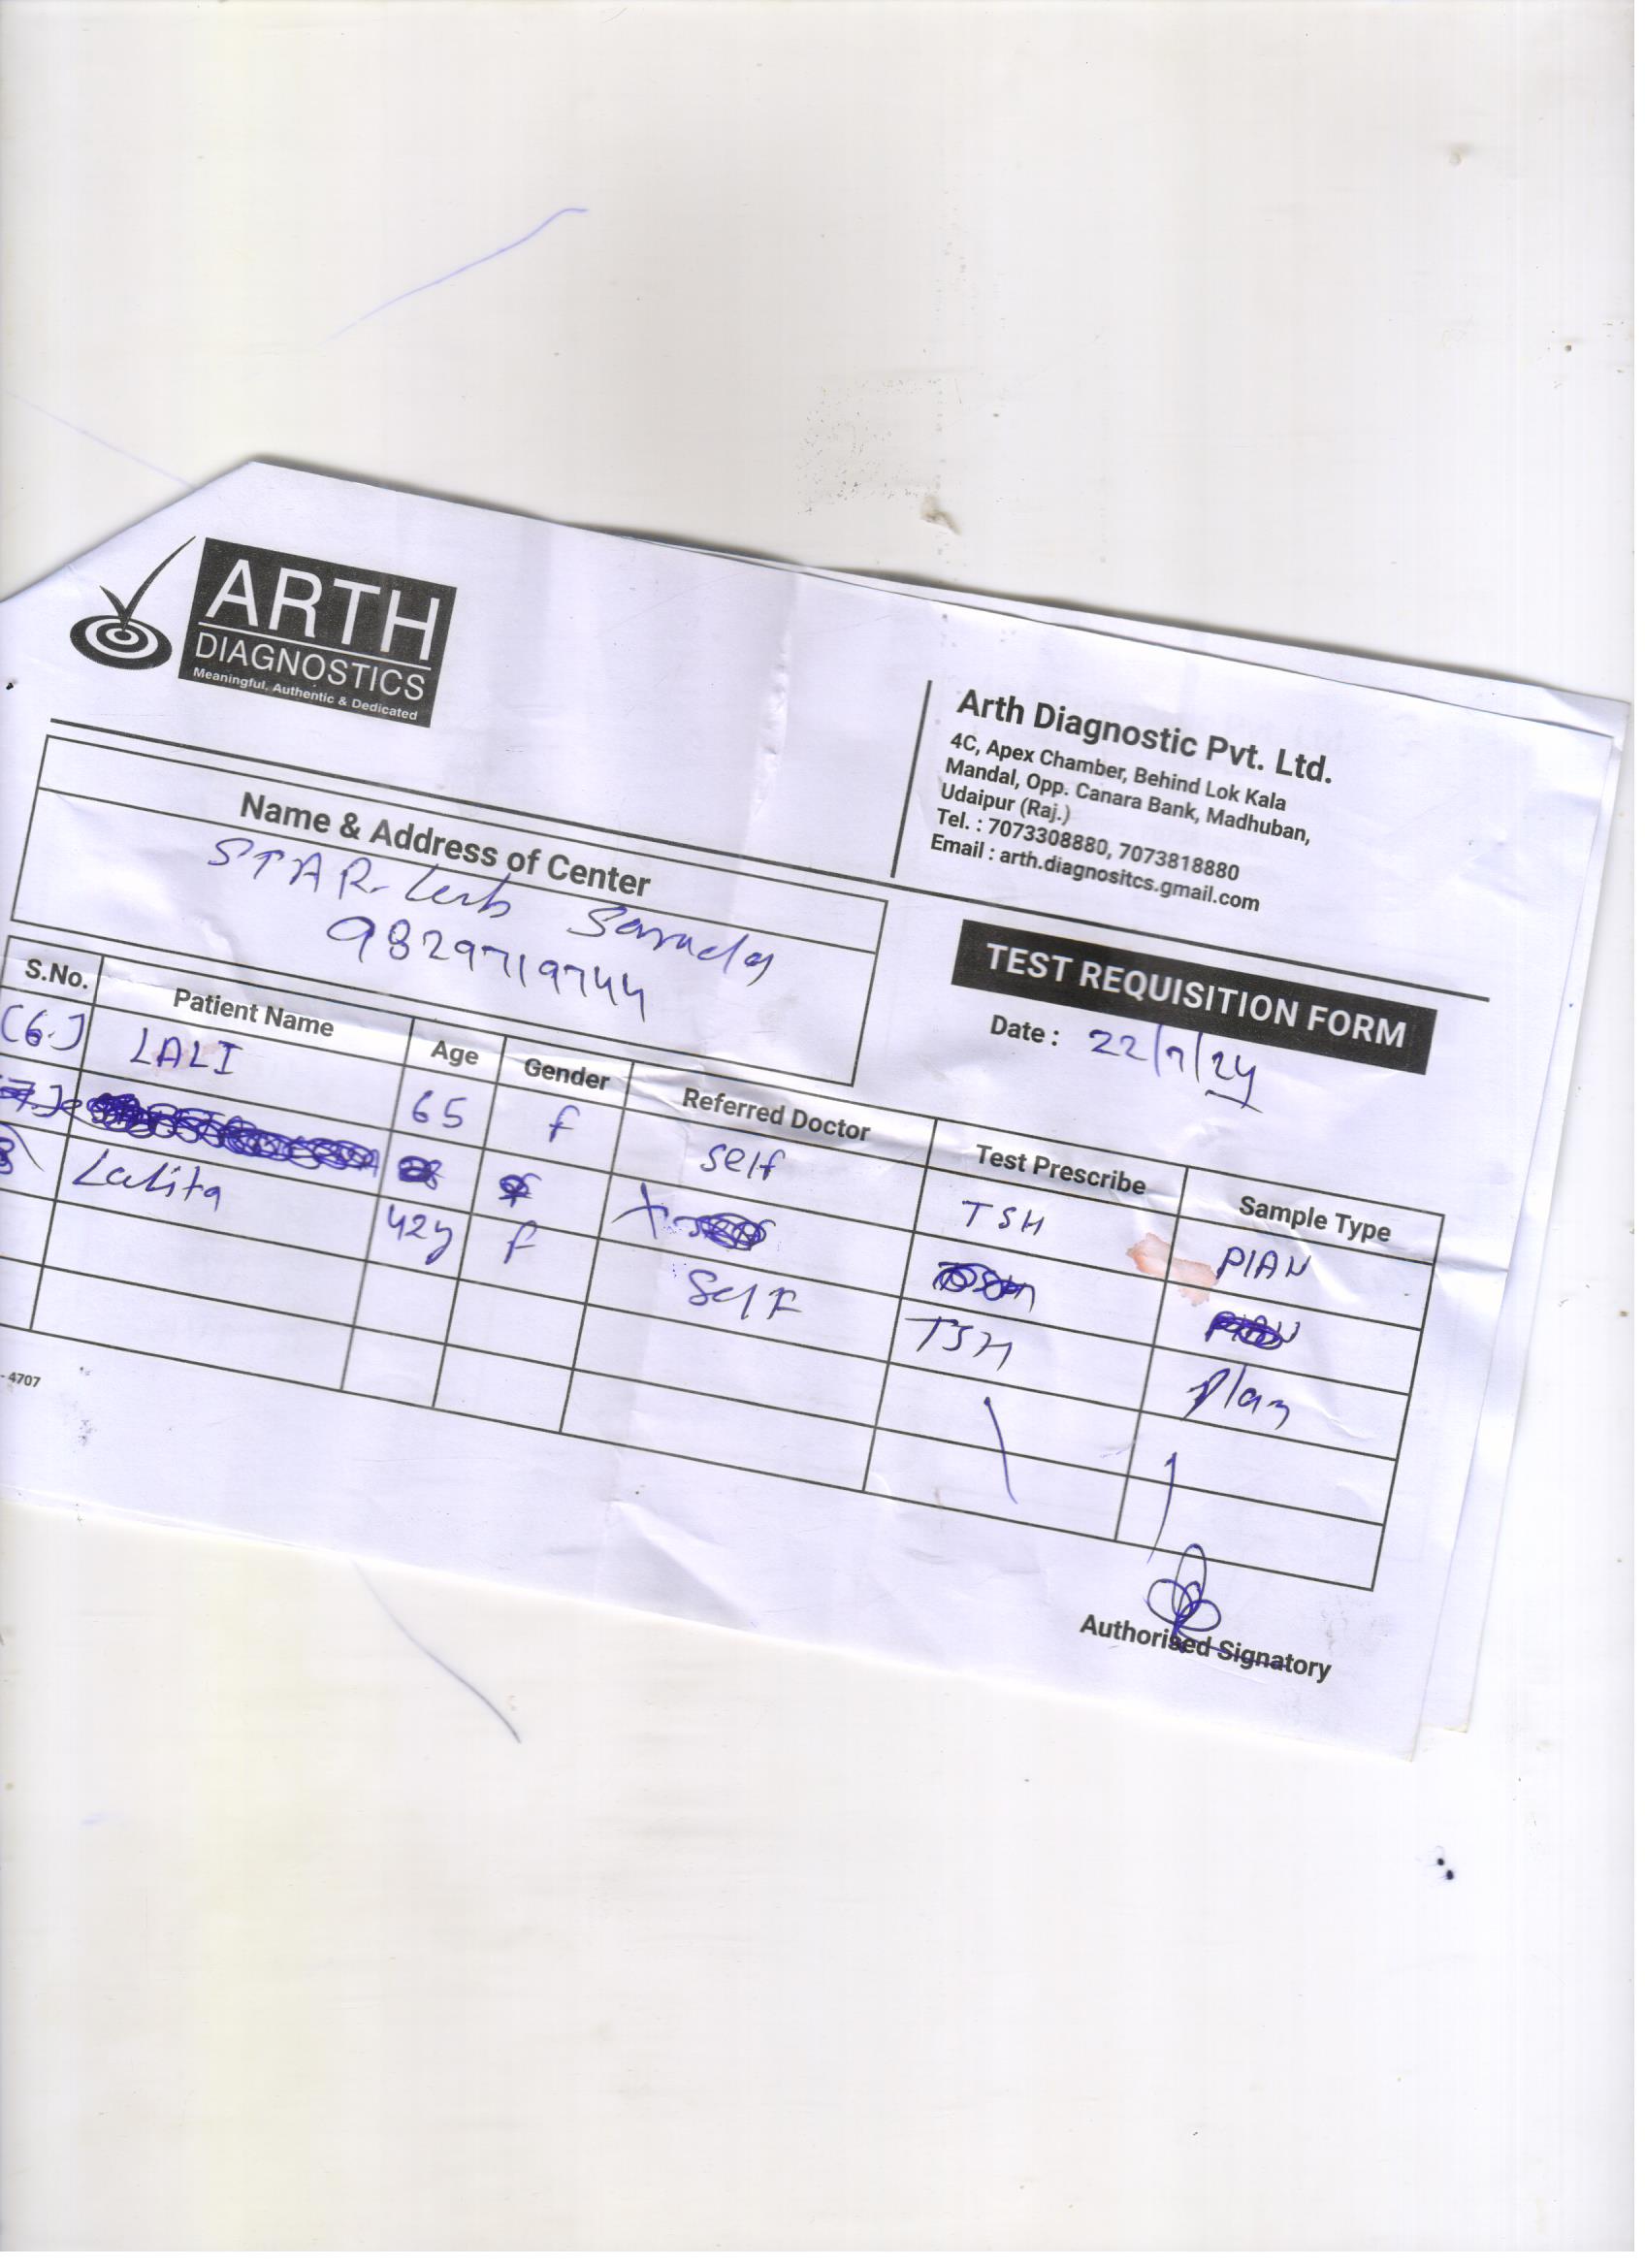 ARTH
DIAGNOSTICS
Meaningful, Authentic & Dedicated
Arth Diagnostic Pvt. Ltd.
4C, Apex Chamber, Behind Lok Kala
Mandal, Opp. Canara Bank, Madhuban,
Udaipur (Raj.)
Tel. : 7073308880, 7073818880
Email : arth.diagnositcs.gmail.com
Name & Address of Center
STAR Lab Sarada
9829719744
TEST REQUISITION FORM
Date : 22/7/24
S.No. Patient Name Age Gender Referred Doctor Test Prescribe Sample Type
(6.) LALI 65 f self TSH PlAN
7.)
8 Lalita 42y f Self TSH Plan
- 4707
Authorised Signatory